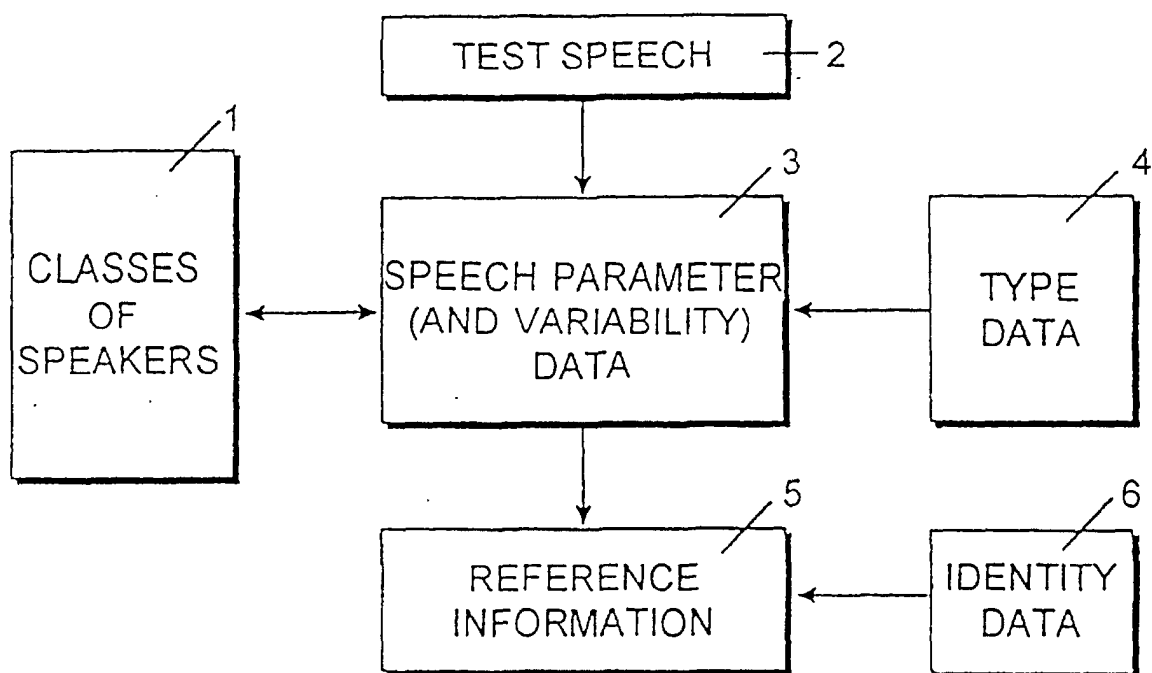 TEST SPEECH
2
1
CLASSES
OF
SPEAKERS
3
SPEECH PARAMETER
(AND VARIABILITY)
DATA
4
TYPE
DATA
5
REFERENCE
INFORMATION
6
IDENTITY
DATA